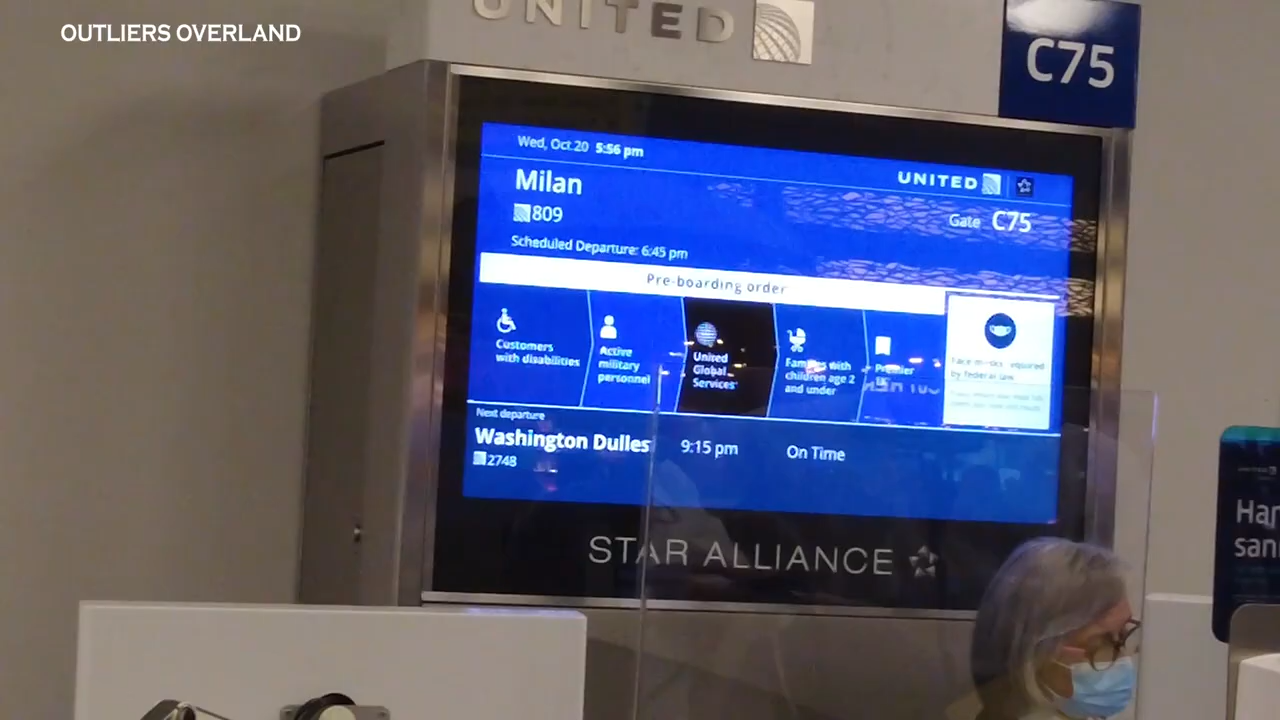 OUTLIERS OVERLAND
UNITED
C75
Wed, Oct 20 5:56 pm
UNITED
Milan
809
Gate C75
Scheduled Departure: 6:45 pm
Pre-boarding order
Customers
with disabilities
Active
military
personnel
United
Global
Services
Families with
children age 2
and under
Premier
Face masks required
by federal law
Next departure
Washington Dulles 9:15 pm On Time
2748
STAR ALLIANCE
Har
san